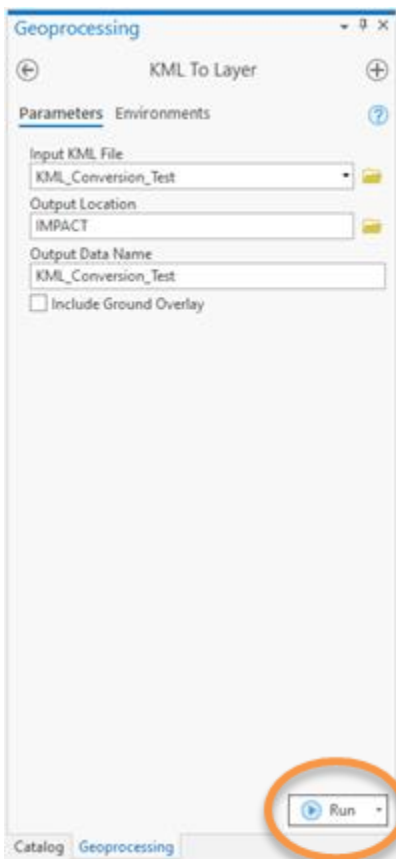 Geoprocessing
KML To Layer
Parameters Environments
Input KML File
KML_Conversion_Test
Output Location
IMPACT
Output Data Name
KML_Conversion_Test
Include Ground Overlay
Run
Catalog Geoprocessing